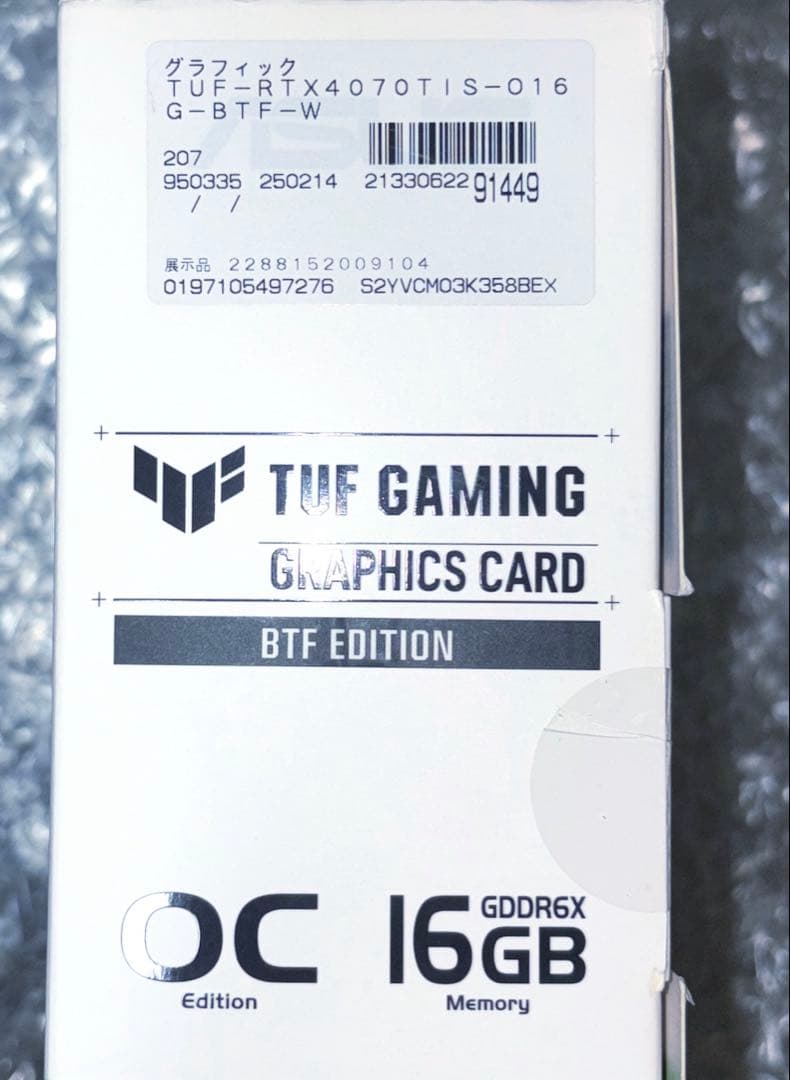 グラフィック
TUF-RTX4070TIS-O16
G-BTF-W
207
950335 250214 21330622 91449
/ /
展示品 2288152009104
0197105497276 S2YVCM03K358BEX
TUF GAMING
GRAPHICS CARD
BTF EDITION
OC
Edition
16GB GDDR6X
Memory